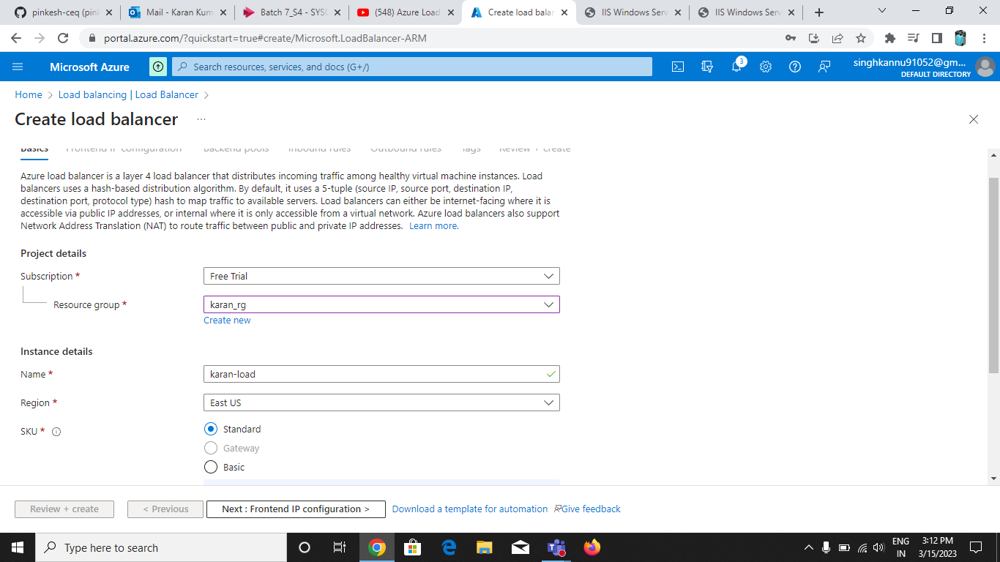 pinkesh-ceq (pin
Mail - Karan Kum
Batch 7_S4 - SYS
(548) Azure Load
Create load balan
IIS Windows Serv
IIS Windows Serv
portal.azure.com/?quickstart=true#create/Microsoft.LoadBalancer-ARM
Microsoft Azure
Search resources, services, and docs (G+/)
3
singhkannu91052@gm...
DEFAULT DIRECTORY
Home > Load balancing | Load Balancer >
Create load balancer ...
Basics Frontend IP configuration Backend pools Inbound rules Outbound rules Tags Review + create
Azure load balancer is a layer 4 load balancer that distributes incoming traffic among healthy virtual machine instances. Load
balancers uses a hash-based distribution algorithm. By default, it uses a 5-tuple (source IP, source port, destination IP,
destination port, protocol type) hash to map traffic to available servers. Load balancers can either be internet-facing where it is
accessible via public IP addresses, or internal where it is only accessible from a virtual network. Azure load balancers also support
Network Address Translation (NAT) to route traffic between public and private IP addresses. Learn more.
Project details
Subscription * Free Trial
Resource group * karan_rg
Create new
Instance details
Name * karan-load
Region * East US
SKU * Standard
Gateway
Basic
Review + create < Previous Next : Frontend IP configuration > Download a template for automation Give feedback
Type here to search
ENG
IN
3:12 PM
3/15/2023